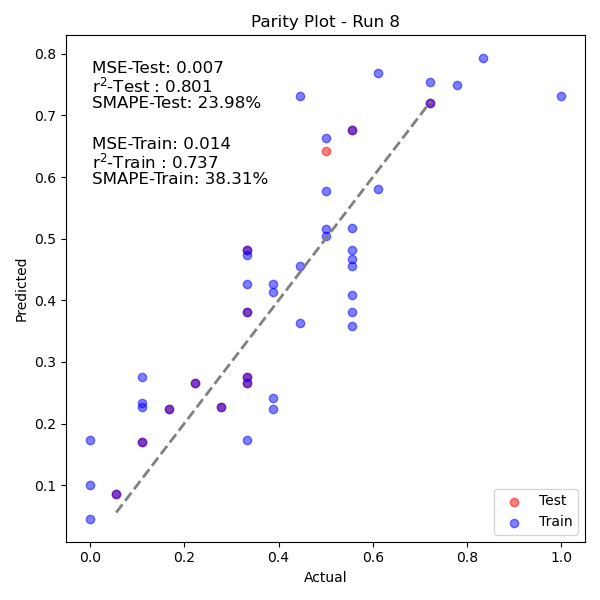 Parity Plot - Run 8
MSE-Test: 0.007
r²-Test : 0.801
SMAPE-Test: 23.98%
MSE-Train: 0.014
r²-Train : 0.737
SMAPE-Train: 38.31%
0.8
0.7
0.6
0.5
0.4
0.3
0.2
0.1
Predicted
Test
Train
0.0 0.2 0.4 0.6 0.8 1.0
Actual